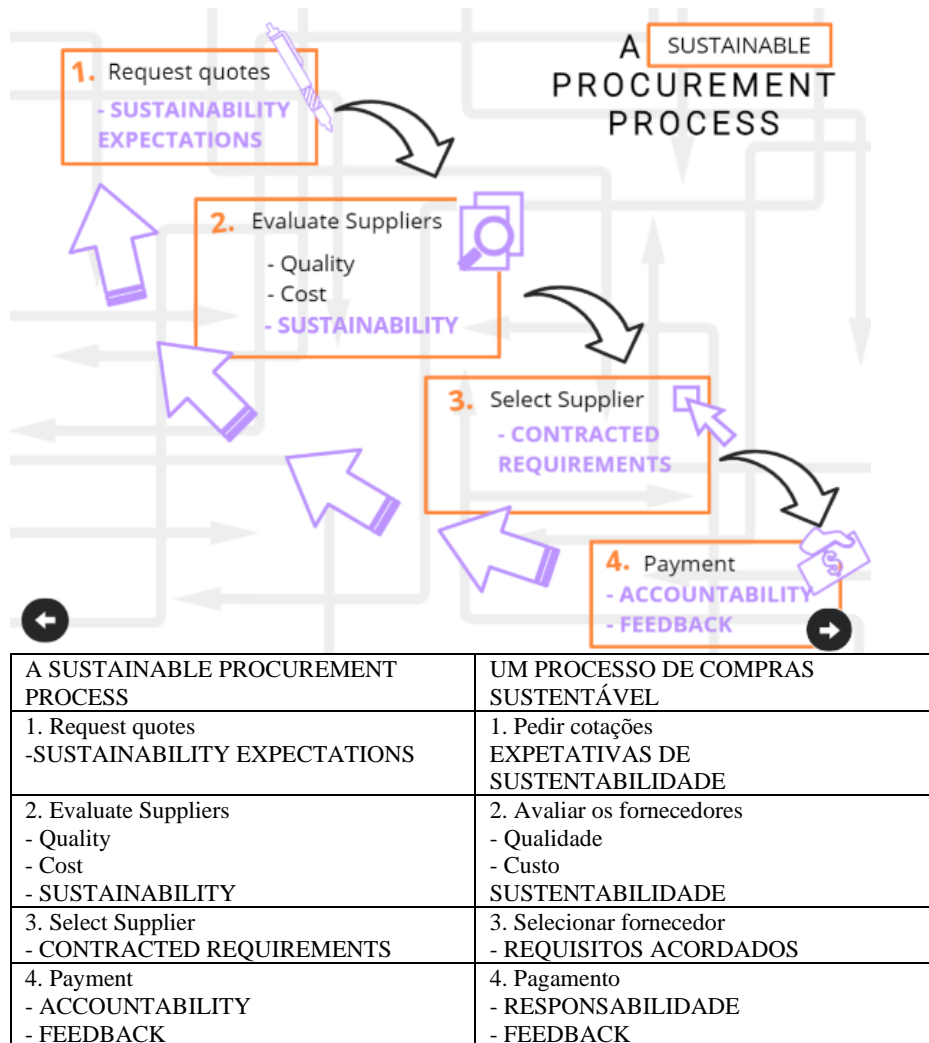 A SUSTAINABLE
PROCUREMENT
PROCESS
1. Request quotes
- SUSTAINABILITY
EXPECTATIONS
2. Evaluate Suppliers
- Quality
- Cost
- SUSTAINABILITY
3. Select Supplier
- CONTRACTED
REQUIREMENTS
4. Payment
- ACCOUNTABILITY
- FEEDBACK
A SUSTAINABLE PROCUREMENT
PROCESS
UM PROCESSO DE COMPRAS
SUSTENTÁVEL
1. Request quotes
-SUSTAINABILITY EXPECTATIONS
1. Pedir cotações
EXPETATIVAS DE
SUSTENTABILIDADE
2. Evaluate Suppliers
- Quality
- Cost
- SUSTAINABILITY
2. Avaliar os fornecedores
- Qualidade
- Custo
SUSTENTABILIDADE
3. Select Supplier
- CONTRACTED REQUIREMENTS
3. Selecionar fornecedor
- REQUISITOS ACORDADOS
4. Payment
- ACCOUNTABILITY
- FEEDBACK
4. Pagamento
- RESPONSABILIDADE
- FEEDBACK